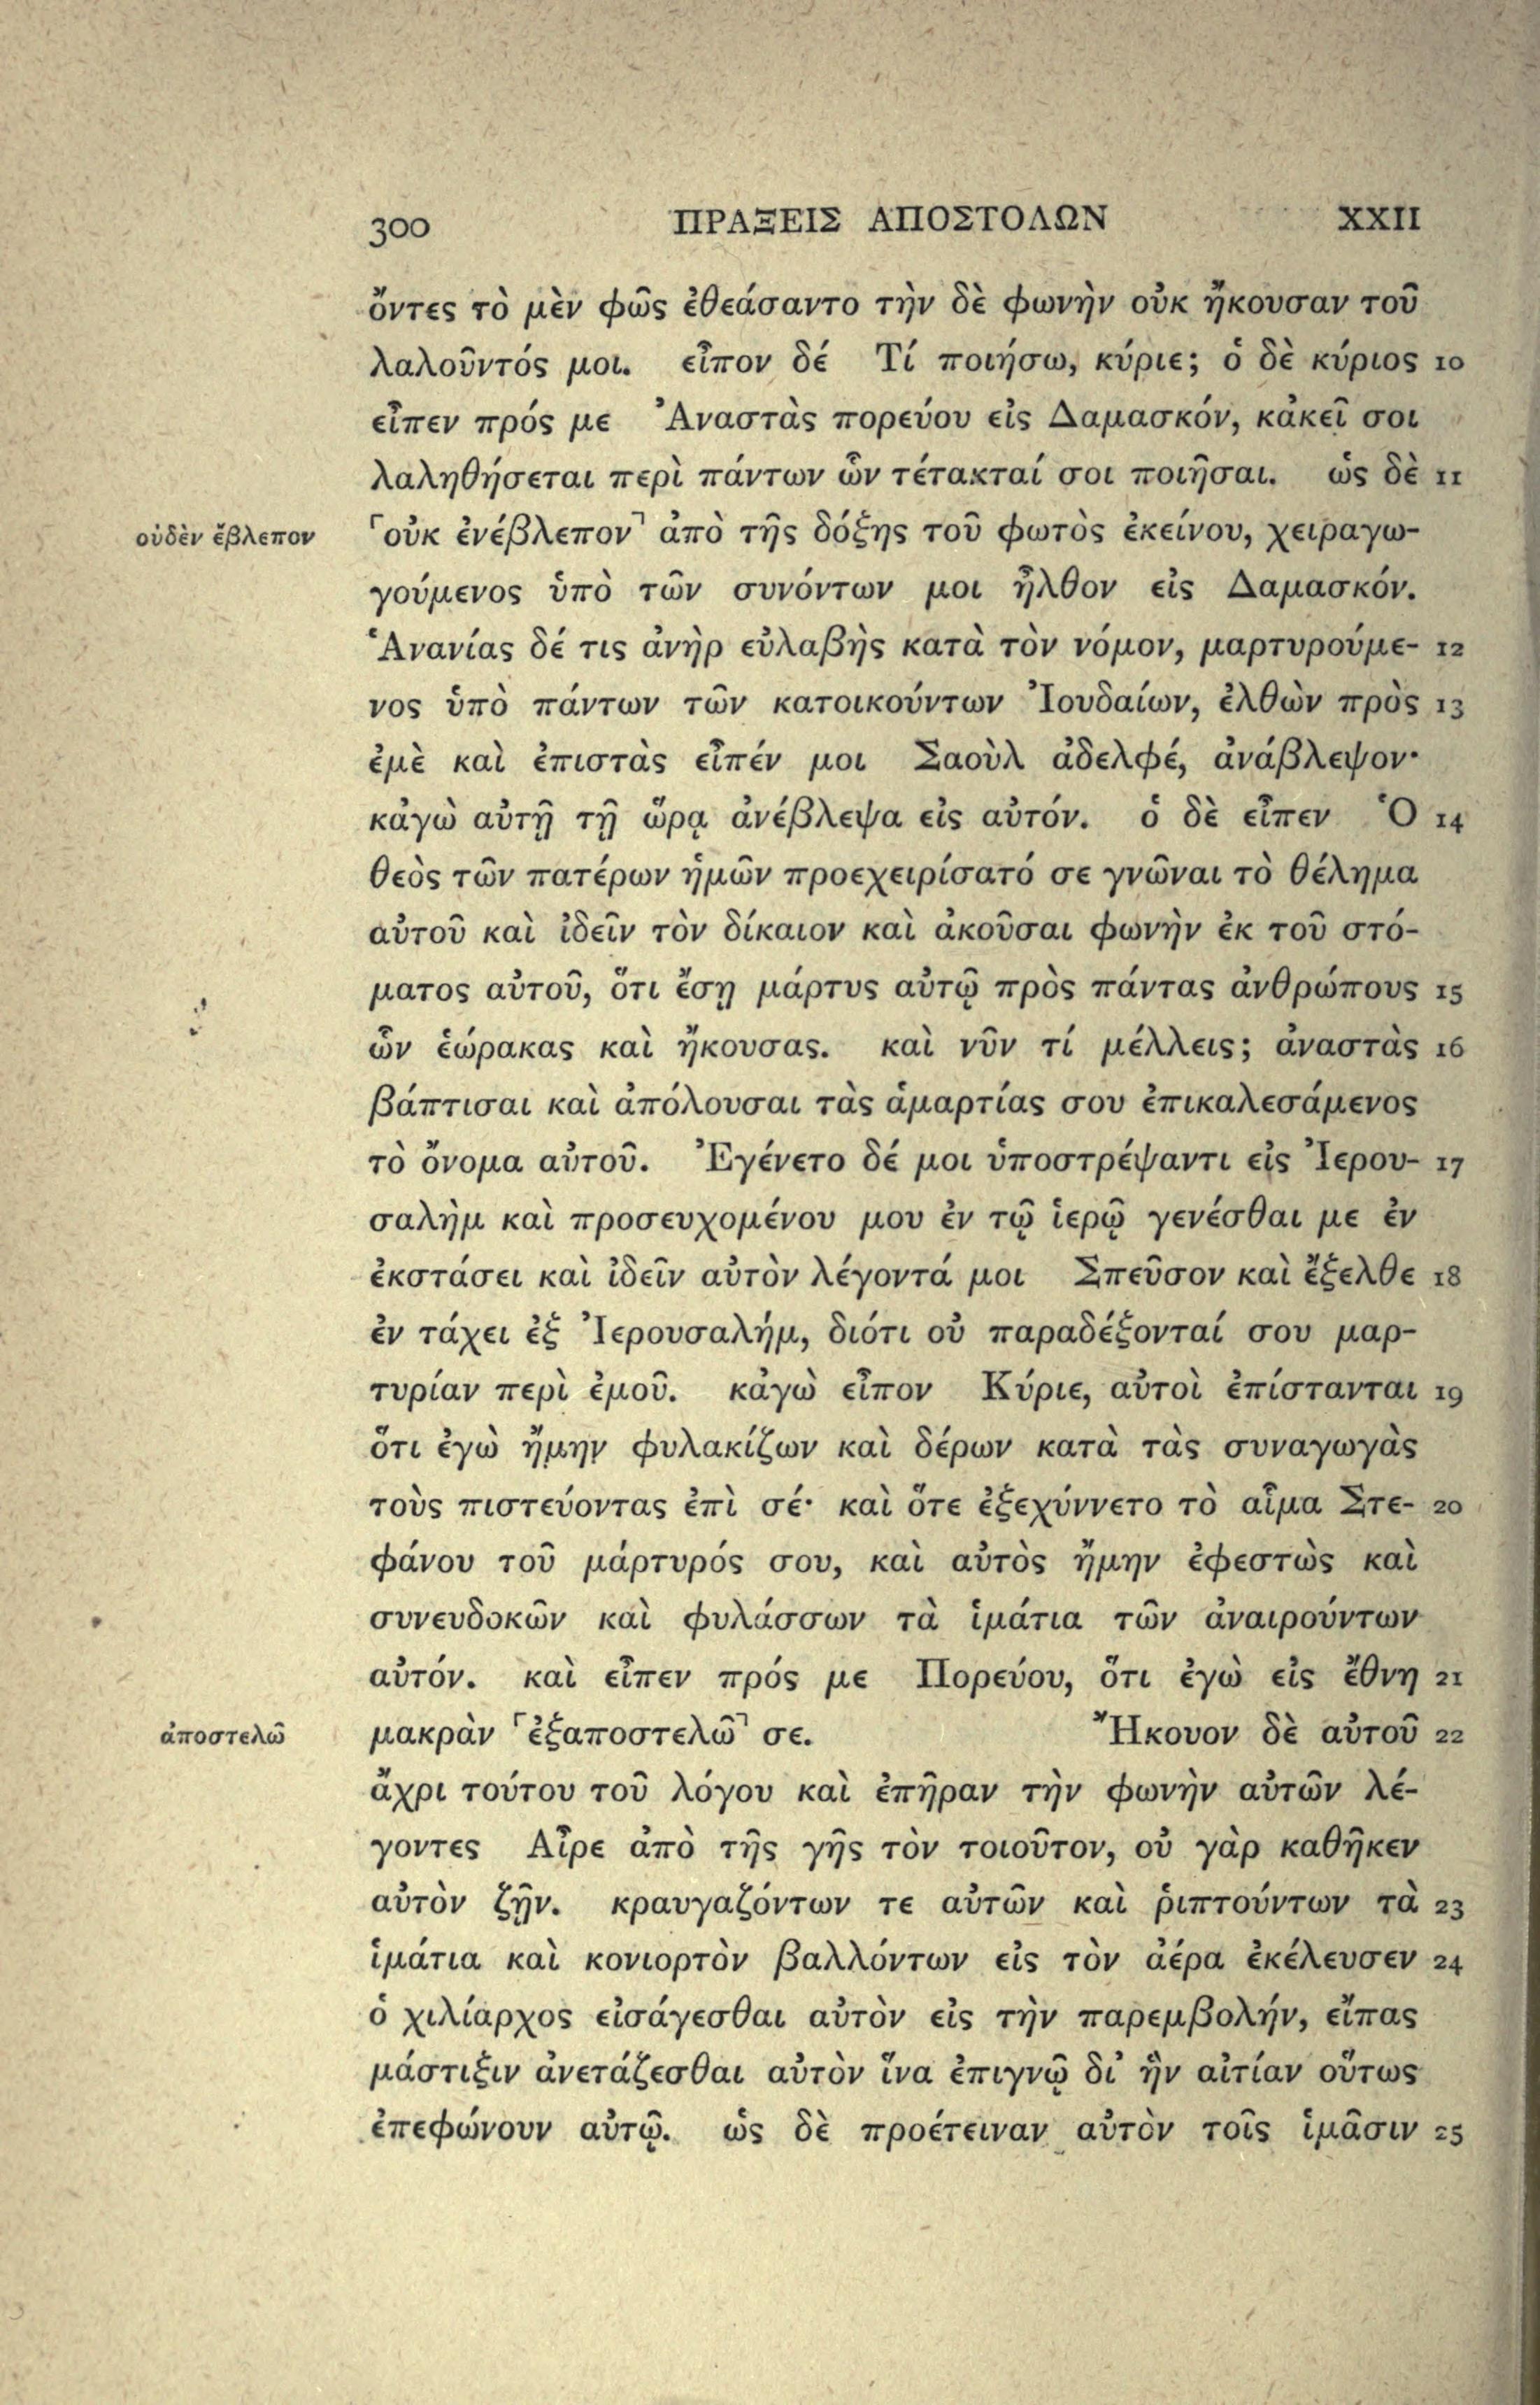 300 ΠΡΑΞΕΙΣ ΑΠΟΣΤΟΛΩΝ XXII
ὄντες τὸ μὲν φῶς ἐθεάσαντο τὴν δὲ φωνὴν οὐκ ἤκουσαν τοῦ
λαλοῦντός μοι. εἶπον δέ Τί ποιήσω, κύριε; ὁ δὲ κύριος 10
εἶπεν πρός με Ἀναστὰς πορεύου εἰς Δαμασκόν, κἀκεῖ σοι
λαληθήσεται περὶ πάντων ὧν τέτακταί σοι ποιῆσαι. ὡς δὲ 11
οὐδὲν ἔβλεπον ⸢οὐκ ἐνέβλεπον⸣ ἀπὸ τῆς δόξης τοῦ φωτὸς ἐκείνου, χειραγω-
γούμενος ὑπὸ τῶν συνόντων μοι ἦλθον εἰς Δαμασκόν.
Ἁνανίας δέ τις ἀνὴρ εὐλαβὴς κατὰ τὸν νόμον, μαρτυρούμε- 12
νος ὑπὸ πάντων τῶν κατοικούντων Ἰουδαίων, ἐλθὼν πρὸς 13
ἐμὲ καὶ ἐπιστὰς εἶπέν μοι Σαοὺλ ἀδελφέ, ἀνάβλεψον·
κἀγὼ αὐτῇ τῇ ὥρᾳ ἀνέβλεψα εἰς αὐτόν. ὁ δὲ εἶπεν Ὁ 14
θεὸς τῶν πατέρων ἡμῶν προεχειρίσατό σε γνῶναι τὸ θέλημα
αὐτοῦ καὶ ἰδεῖν τὸν δίκαιον καὶ ἀκοῦσαι φωνὴν ἐκ τοῦ στό-
ματος αὐτοῦ, ὅτι ἔσῃ μάρτυς αὐτῷ πρὸς πάντας ἀνθρώπους 15
ὧν ἑώρακας καὶ ἤκουσας. καὶ νῦν τί μέλλεις; ἀναστὰς 16
βάπτισαι καὶ ἀπόλουσαι τὰς ἁμαρτίας σου ἐπικαλεσάμενος
τὸ ὄνομα αὐτοῦ. Ἐγένετο δέ μοι ὑποστρέψαντι εἰς Ἰερου- 17
σαλὴμ καὶ προσευχομένου μου ἐν τῷ ἱερῷ γενέσθαι με ἐν
ἐκστάσει καὶ ἰδεῖν αὐτὸν λέγοντά μοι Σπεῦσον καὶ ἔξελθε 18
ἐν τάχει ἐξ Ἰερουσαλήμ, διότι οὐ παραδέξονταί σου μαρ-
τυρίαν περὶ ἐμοῦ. κἀγὼ εἶπον Κύριε, αὐτοὶ ἐπίστανται 19
ὅτι ἐγὼ ἤμην φυλακίζων καὶ δέρων κατὰ τὰς συναγωγὰς
τοὺς πιστεύοντας ἐπὶ σέ· καὶ ὅτε ἐξεχύννετο τὸ αἷμα Στε- 20
φάνου τοῦ μάρτυρός σου, καὶ αὐτὸς ἤμην ἐφεστὼς καὶ
συνευδοκῶν καὶ φυλάσσων τὰ ἱμάτια τῶν ἀναιρούντων
αὐτόν. καὶ εἶπεν πρός με Πορεύου, ὅτι ἐγὼ εἰς ἔθνη 21
ἀποστελῶ μακρὰν ⸢ἐξαποστελῶ⸣ σε. Ἤκουον δὲ αὐτοῦ 22
ἄχρι τούτου τοῦ λόγου καὶ ἐπῆραν τὴν φωνὴν αὐτῶν λέ-
γοντες Αἶρε ἀπὸ τῆς γῆς τὸν τοιοῦτον, οὐ γὰρ καθῆκεν
αὐτὸν ζῇν. κραυγαζόντων τε αὐτῶν καὶ ῥιπτούντων τὰ 23
ἱμάτια καὶ κονιορτὸν βαλλόντων εἰς τὸν ἀέρα ἐκέλευσεν 24
ὁ χιλίαρχος εἰσάγεσθαι αὐτὸν εἰς τὴν παρεμβολήν, εἴπας
μάστιξιν ἀνετάζεσθαι αὐτὸν ἵνα ἐπιγνῷ δι' ἣν αἰτίαν οὕτως
ἐπεφώνουν αὐτῷ. ὡς δὲ προέτειναν αὐτὸν τοῖς ἱμᾶσιν 25